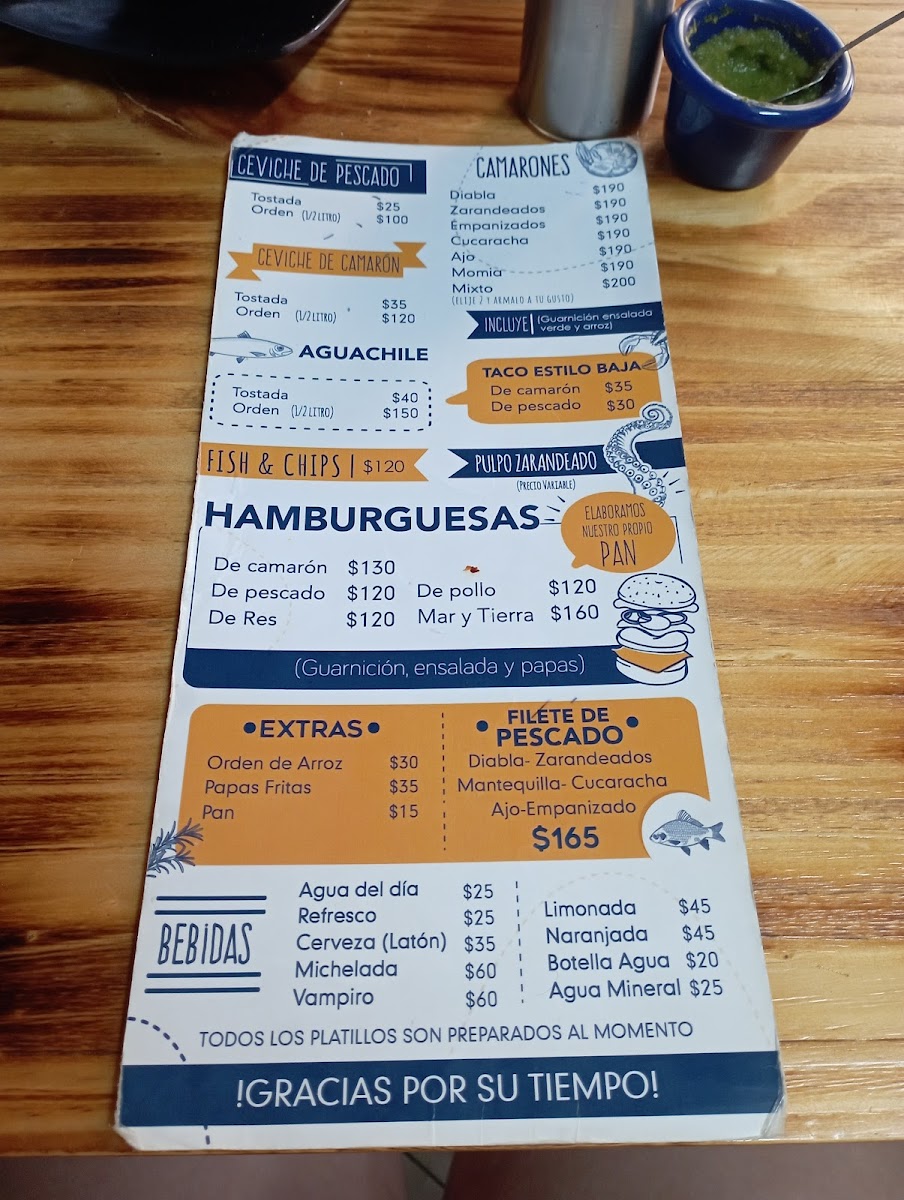 CEVICHE DE PESCADO
Tostada $25
Orden (1/2 LITRO) $100
CEVICHE DE CAMARÓN
Tostada $35
Orden (1/2 LITRO) $120
AGUACHILE
Tostada $40
Orden (1/2 LITRO) $150
FISH & CHIPS | $120
CAMARONES
Diabla $190
Zarandeados $190
Empanizados $190
Cucaracha $190
Ajo $190
Momia $190
Mixto $200
(ELIJE 2 Y ARMALO A TU GUSTO)
INCLUYE | (Guarnición ensalada
verde y arroz)
TACO ESTILO BAJA
De camarón $35
De pescado $30
PULPO ZARANDEADO
(PRECIO VARIABLE)
HAMBURGUESAS
ELABORAMOS
NUESTRO PROPIO
PAN
De camarón $130
De pescado $120 De pollo $120
De Res $120 Mar y Tierra $160
(Guarnición, ensalada y papas)
•EXTRAS•
Orden de Arroz $30
Papas Fritas $35
Pan $15
• FILETE DE •
PESCADO
Diabla- Zarandeados
Mantequilla- Cucaracha
Ajo-Empanizado
$165
BEBIDAS
Agua del día $25
Refresco $25
Cerveza (Latón) $35
Michelada $60
Vampiro $60
Limonada $45
Naranjada $45
Botella Agua $20
Agua Mineral $25
TODOS LOS PLATILLOS SON PREPARADOS AL MOMENTO
!GRACIAS POR SU TIEMPO!